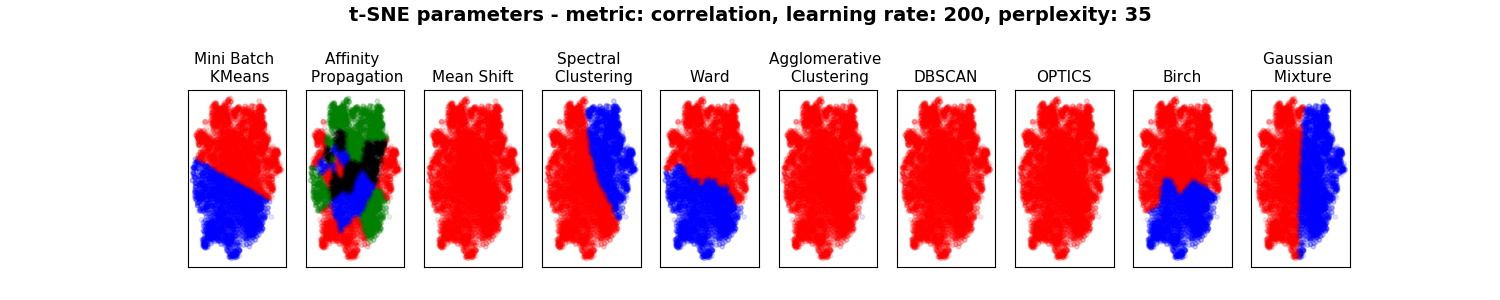 t-SNE parameters - metric: correlation, learning rate: 200, perplexity: 35
Mini Batch
KMeans
Affinity
Propagation
Mean Shift
Spectral
Clustering
Ward
Agglomerative
Clustering
DBSCAN
OPTICS
Birch
Gaussian
Mixture